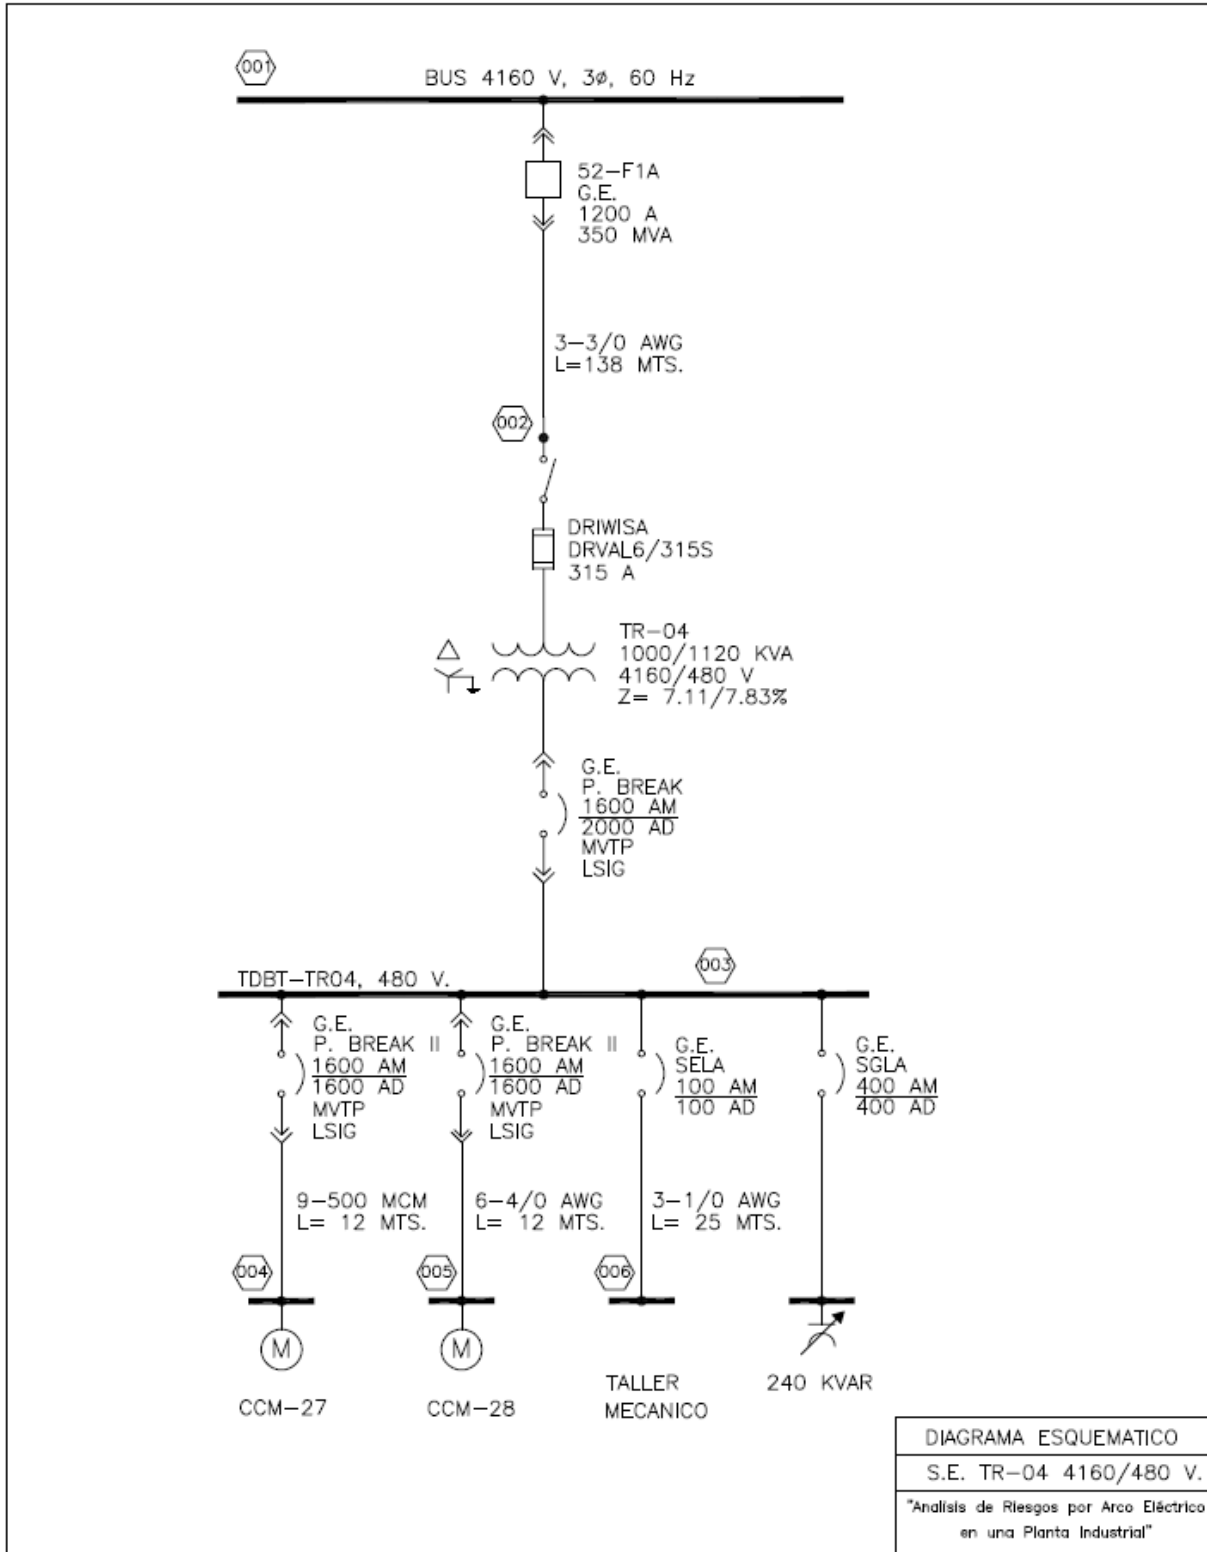 001
BUS 4160 V, 3ø, 60 Hz
52-F1A
G.E.
1200 A
350 MVA
3-3/0 AWG
L=138 MTS.
002
DRIWISA
DRVAL6/315S
315 A
TR-04
1000/1120 KVA
4160/480 V
Z= 7.11/7.83%
G.E.
P. BREAK
1600 AM
2000 AD
MVTP
LSIG
003
TDBT-TR04, 480 V.
G.E.
P. BREAK II
1600 AM
1600 AD
MVTP
LSIG
G.E.
P. BREAK II
1600 AM
1600 AD
MVTP
LSIG
G.E.
SELA
100 AM
100 AD
G.E.
SGLA
400 AM
400 AD
9-500 MCM
L= 12 MTS.
6-4/0 AWG
L= 12 MTS.
3-1/0 AWG
L= 25 MTS.
004
005
006
M
M
CCM-27
CCM-28
TALLER
MECANICO
240 KVAR
DIAGRAMA ESQUEMATICO
S.E. TR-04 4160/480 V.
"Analisis de Riesgos por Arco Eléctrico
en una Planta Industrial"